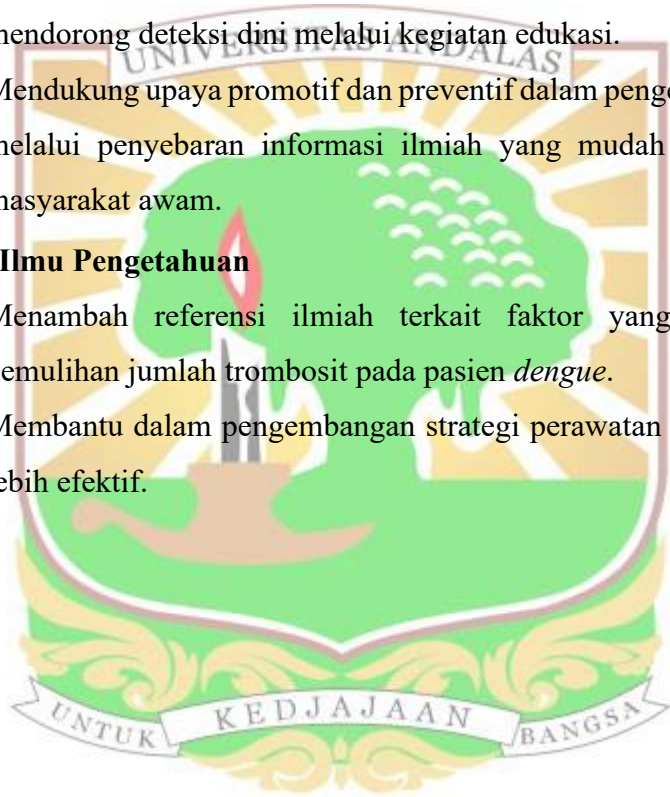 mendorong deteksi dini melalui kegiatan edukasi.
UNIVERSITAS ANDALAS
Mendukung upaya promotif dan preventif dalam
melalui penyebaran informasi ilmiah yang mudah
masyarakat awam.
Ilmu Pengetahuan
Menambah referensi ilmiah terkait faktor yang
pemulihan jumlah trombosit pada pasien dengue.
Membantu dalam pengembangan strategi perawatan
lebih efektif.
UNTUK KEDJAJAAN BANGSA